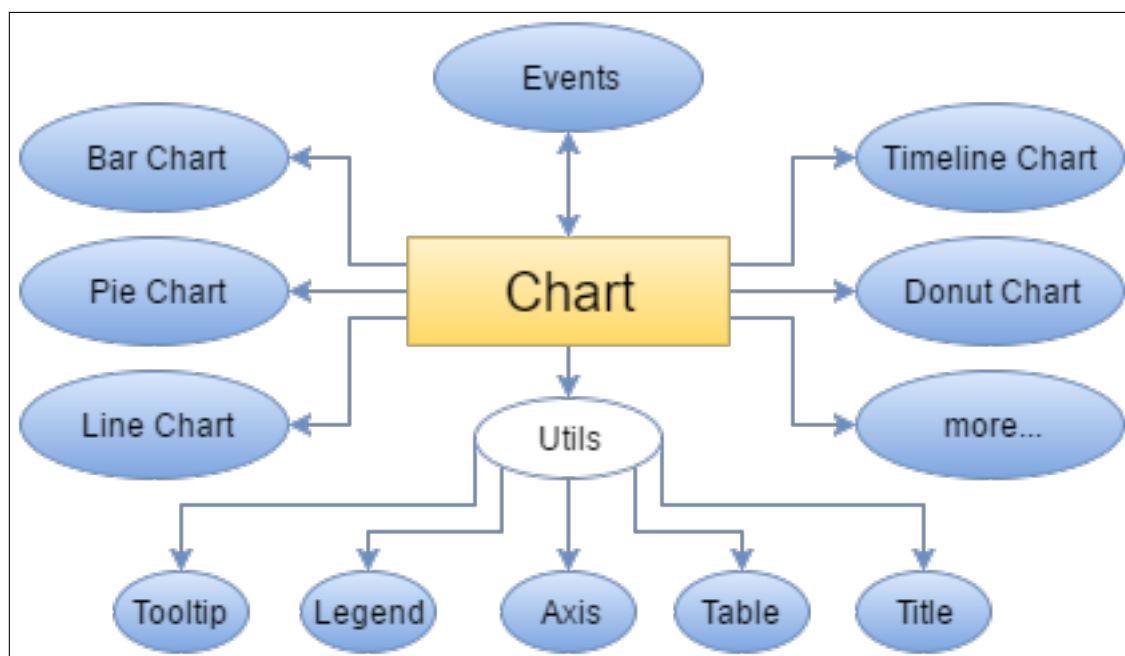 Events
Bar Chart
Timeline Chart
Pie Chart
Chart
Donut Chart
Line Chart
Utils
more...
Tooltip
Legend
Axis
Table
Title